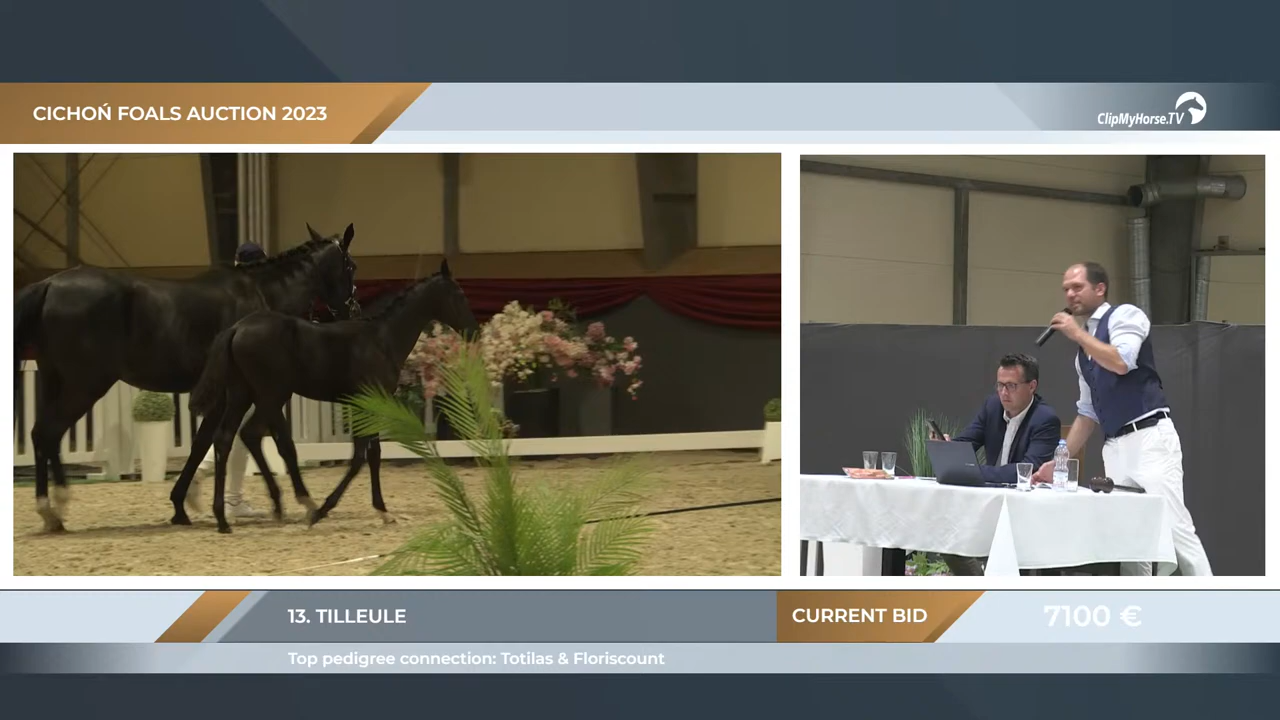 CICHOŃ FOALS AUCTION 2023
ClipMyHorse.TV
13. TILLEULE
CURRENT BID
7100 €
Top pedigree connection: Totilas & Floriscount